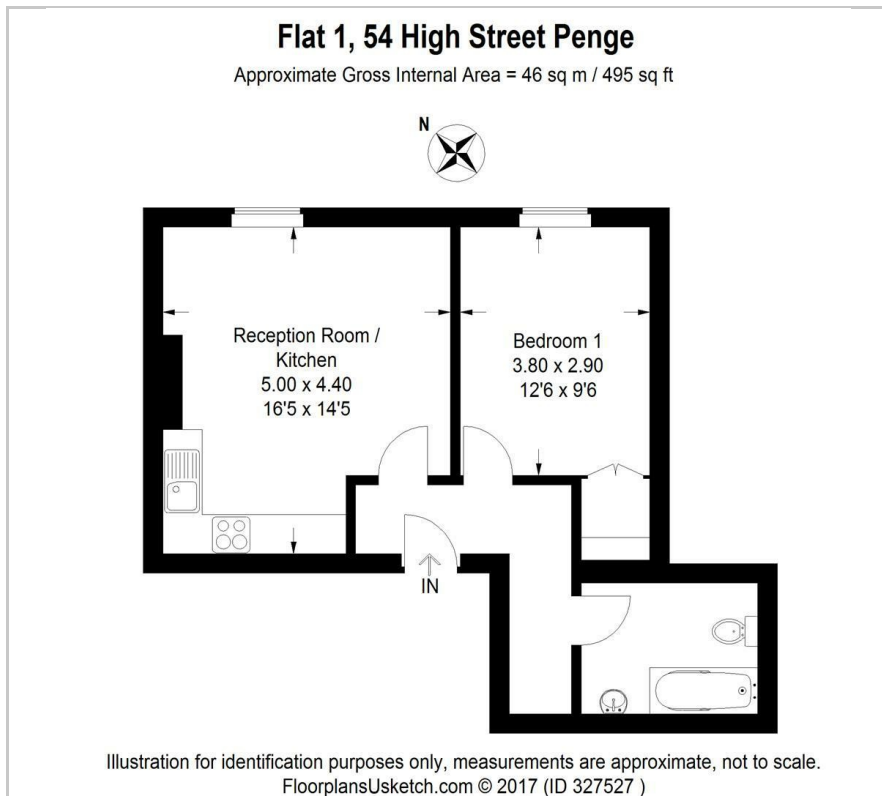 Flat 1, 54 High Street Penge
Approximate Gross Internal Area = 46 sq m / 495 sq ft
N
Reception Room /
Kitchen
5.00 x 4.40
16'5 x 14'5
Bedroom 1
3.80 x 2.90
12'6 x 9'6
IN
Illustration for identification purposes only, measurements are approximate, not to scale.
FloorplansUsketch.com © 2017 (ID 327527 )